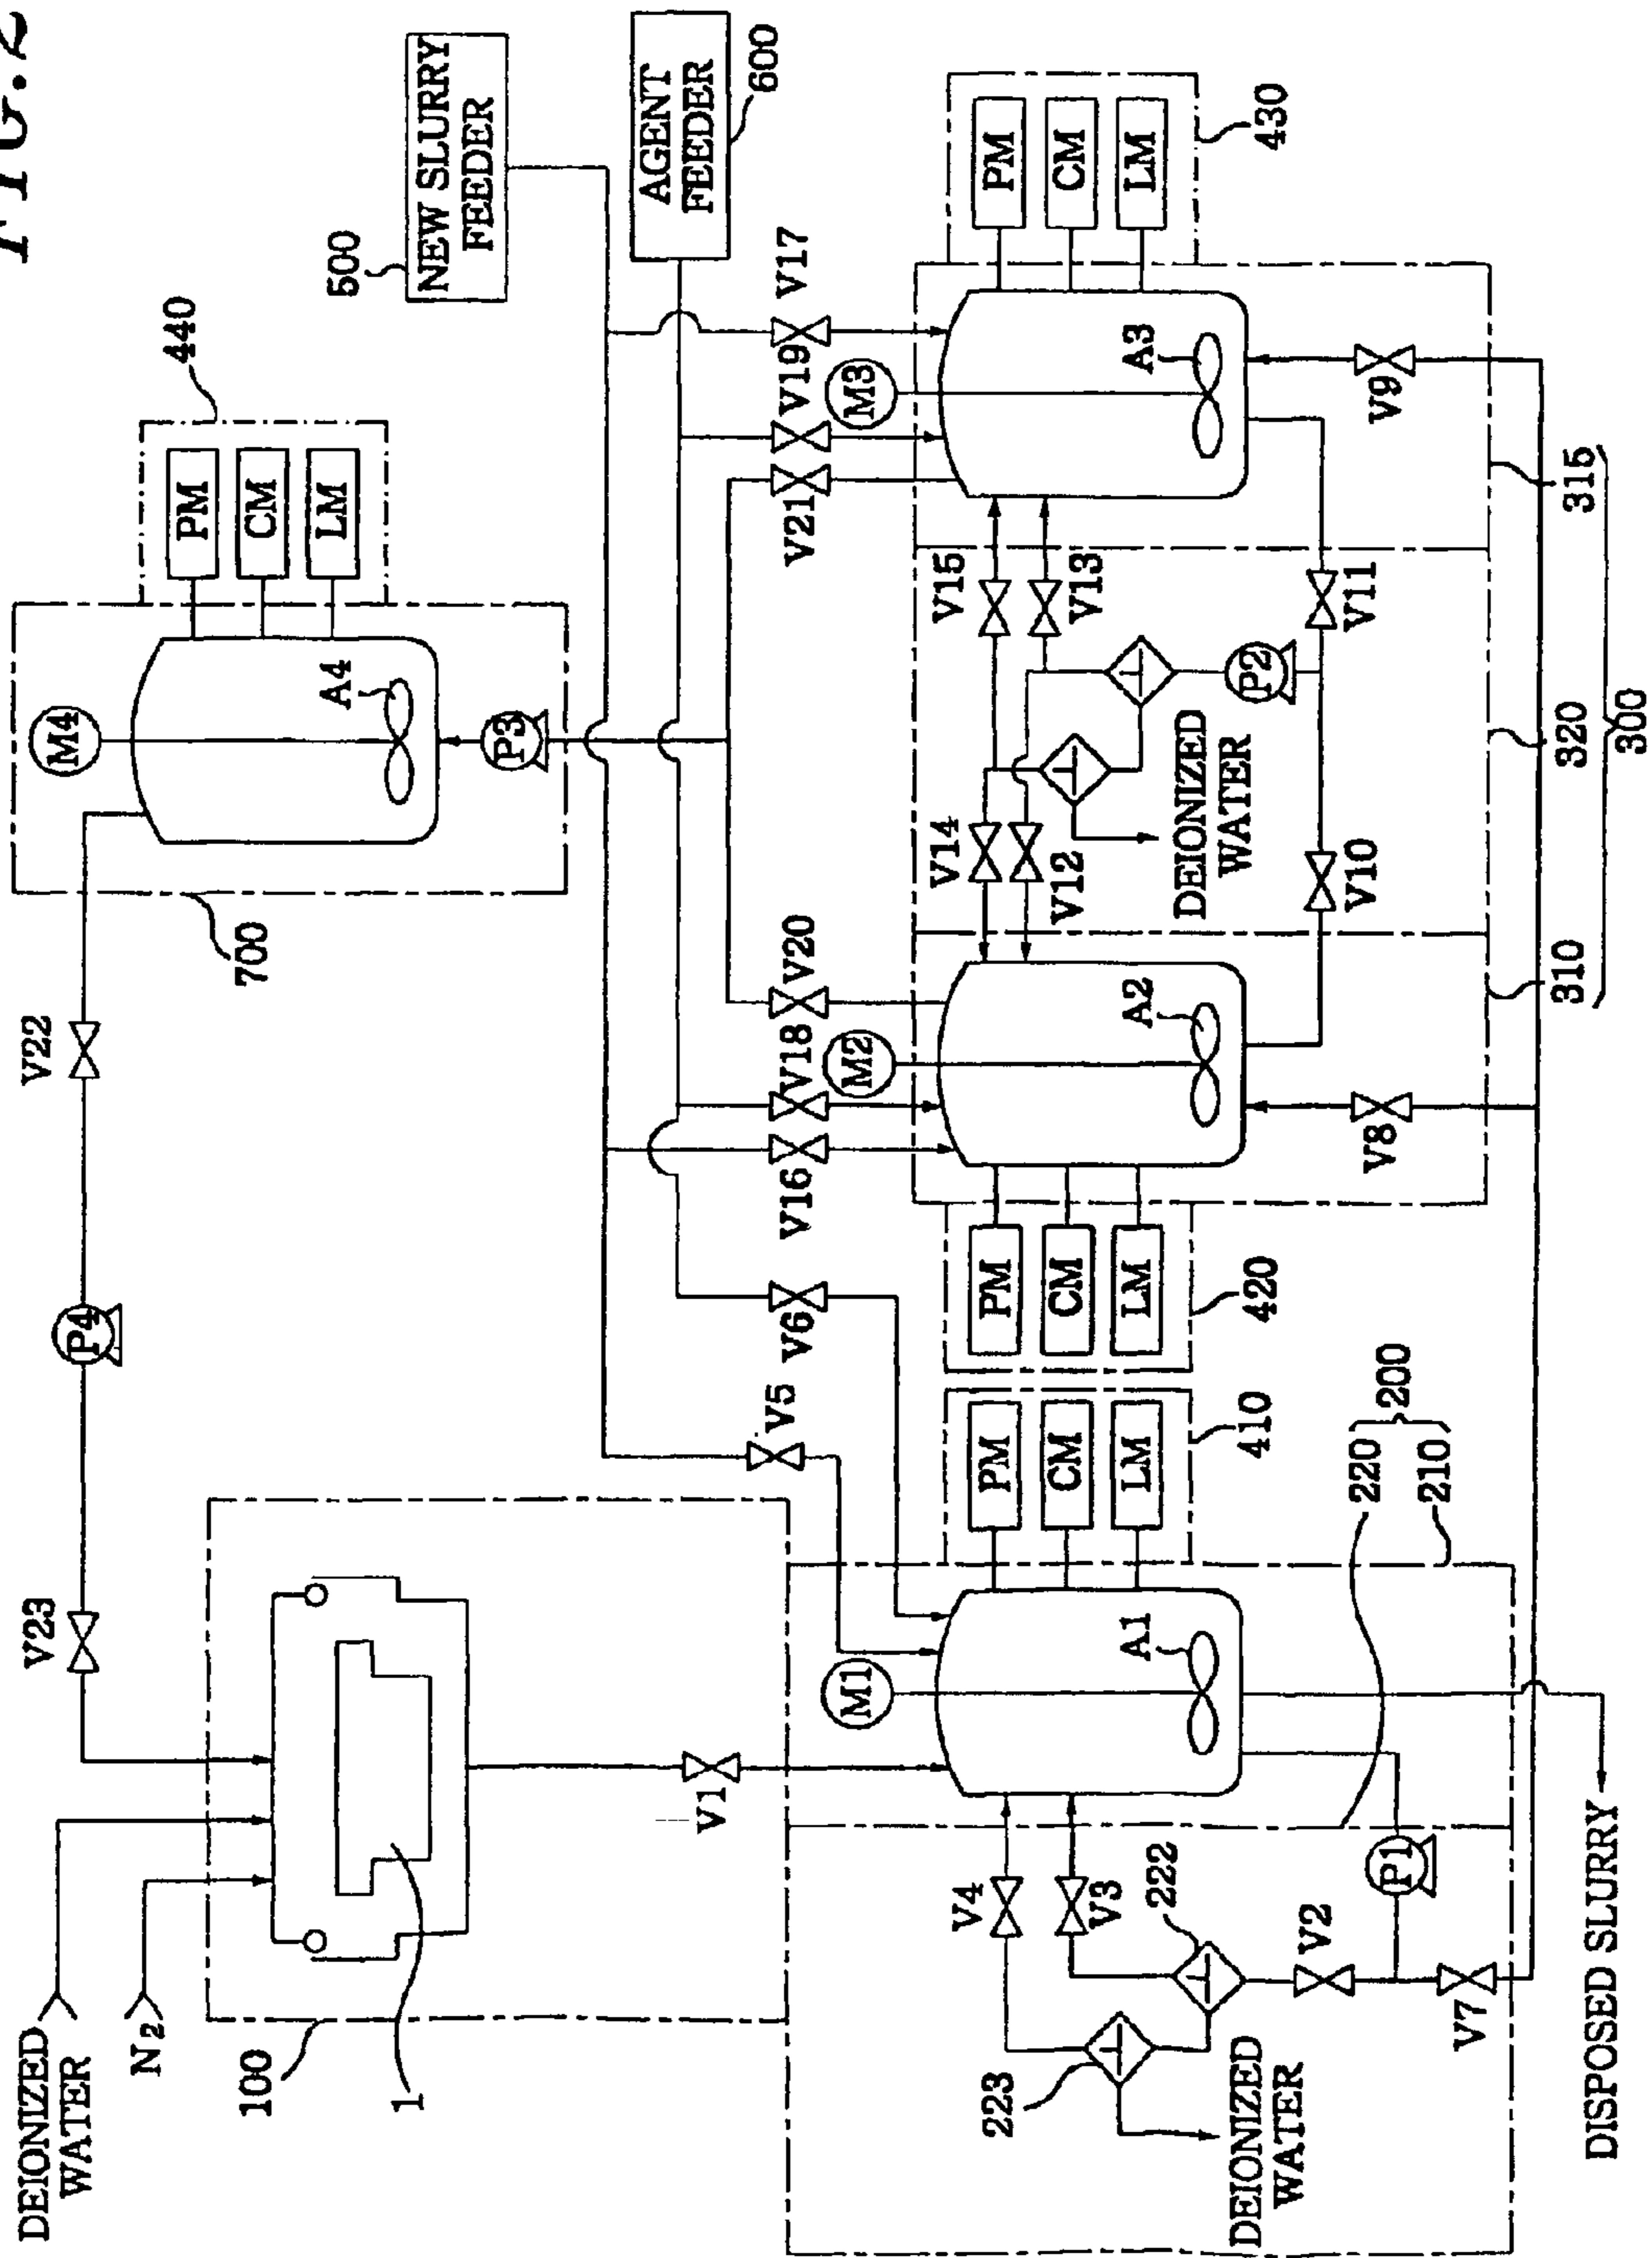 FIG.2
DEIONIZED
WATER
N₂
V23
P4
V22
M4
700
440
PM
CM
LM
A4
P3
500
NEW SLURRY
FEEDER
AGENT
FEEDER
600
100
1
V1
V5
V6
V16
V18
V20
V21
V19
V17
M1
M2
M3
V4
V3
223
222
DEIONIZED
WATER
V2
V7
P1
A1
PM
CM
LM
410
220
210
200
PM
CM
LM
420
A2
V8
V14
V12
V15
V13
DEIONIZED
WATER
P2
V10
V11
A3
V9
PM
CM
LM
430
310
320
315
300
DISPOSED SLURRY